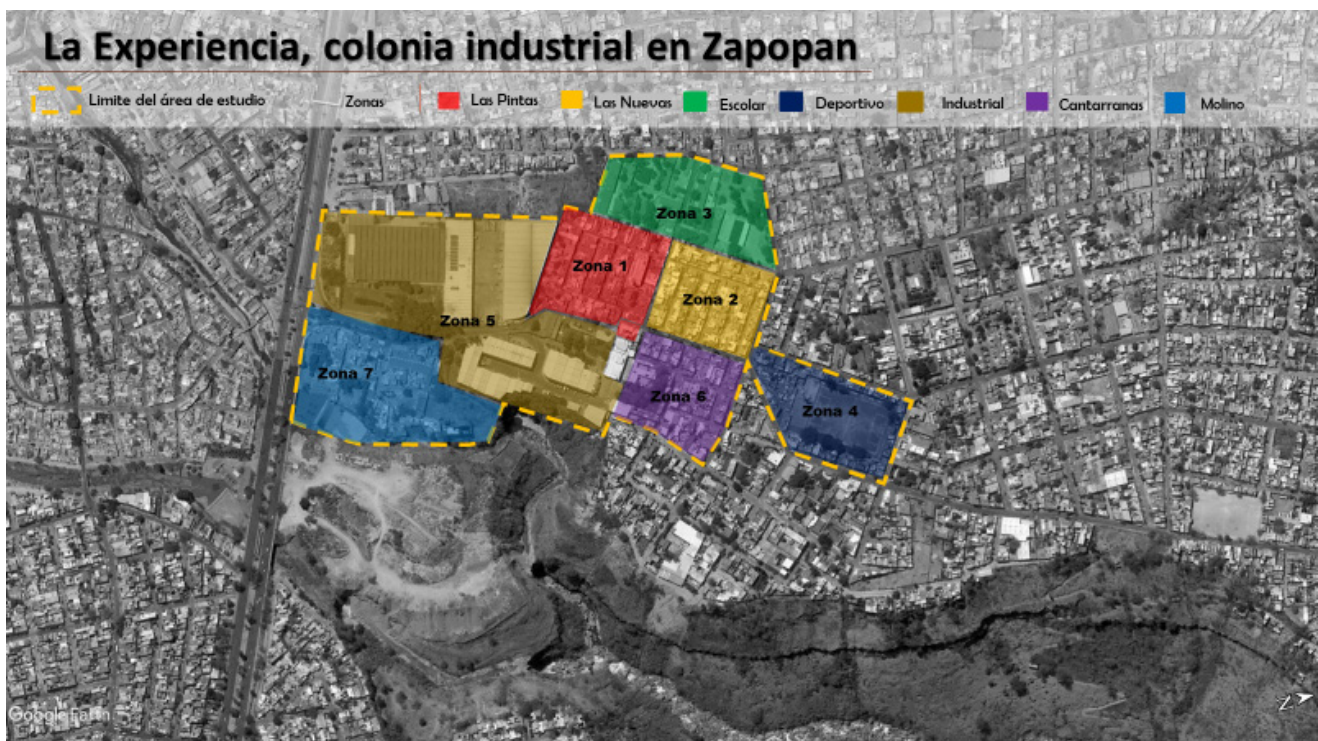 La Experiencia, colonia industrial en Zapopan
Limite del área de estudio Zonas Las Pintas Las Nuevas Escolar Deportivo Industrial Cantarranas Molino
Zona 3
Zona 1
Zona 2
Zona 5
Zona 7
Zona 6
Zona 4
Google Earth
N